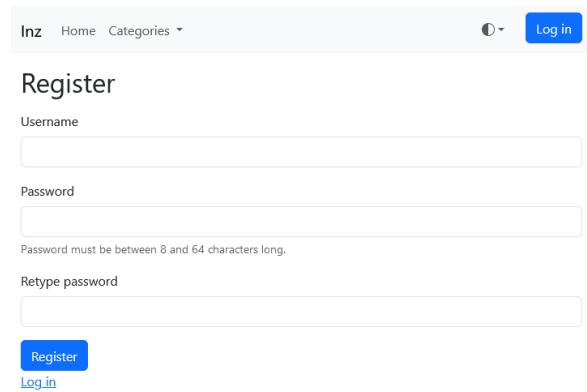 Inz Home Categories Log in
Register
Username
Password
Password must be between 8 and 64 characters long.
Retype password
Register
Log in